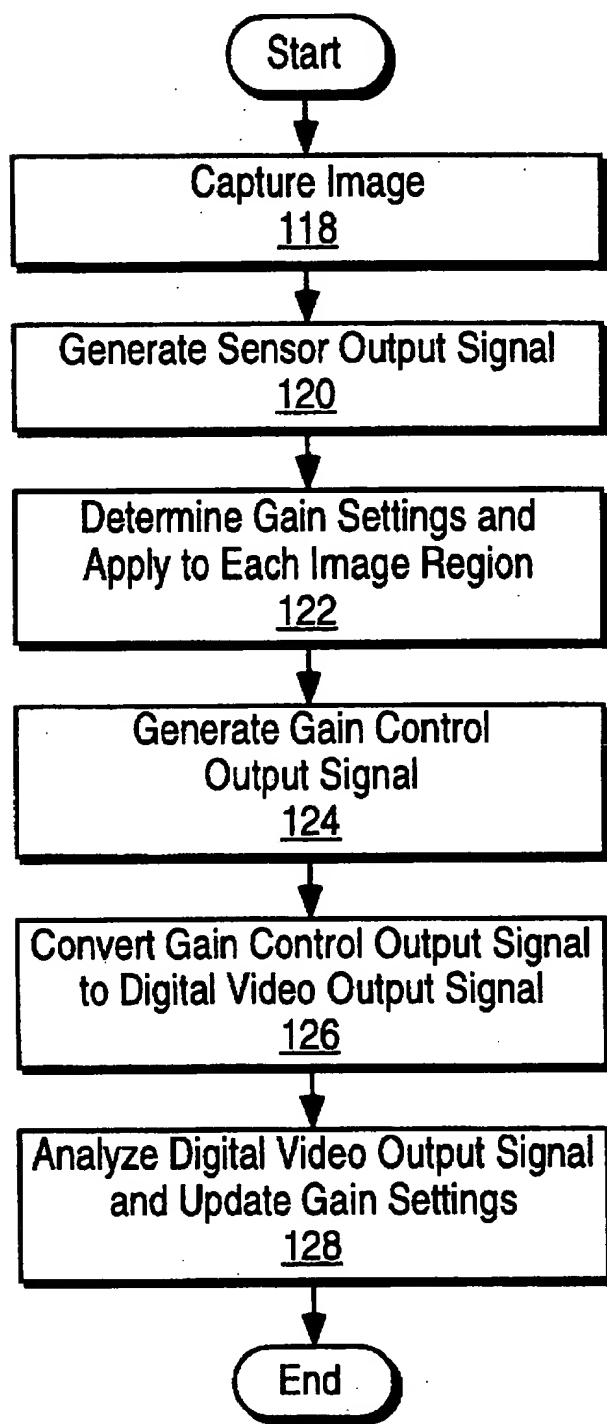 Start
Capture Image
118
Generate Sensor Output Signal
120
Determine Gain Settings and
Apply to Each Image Region
122
Generate Gain Control
Output Signal
124
Convert Gain Control Output Signal
to Digital Video Output Signal
126
Analyze Digital Video Output Signal
and Update Gain Settings
128
End